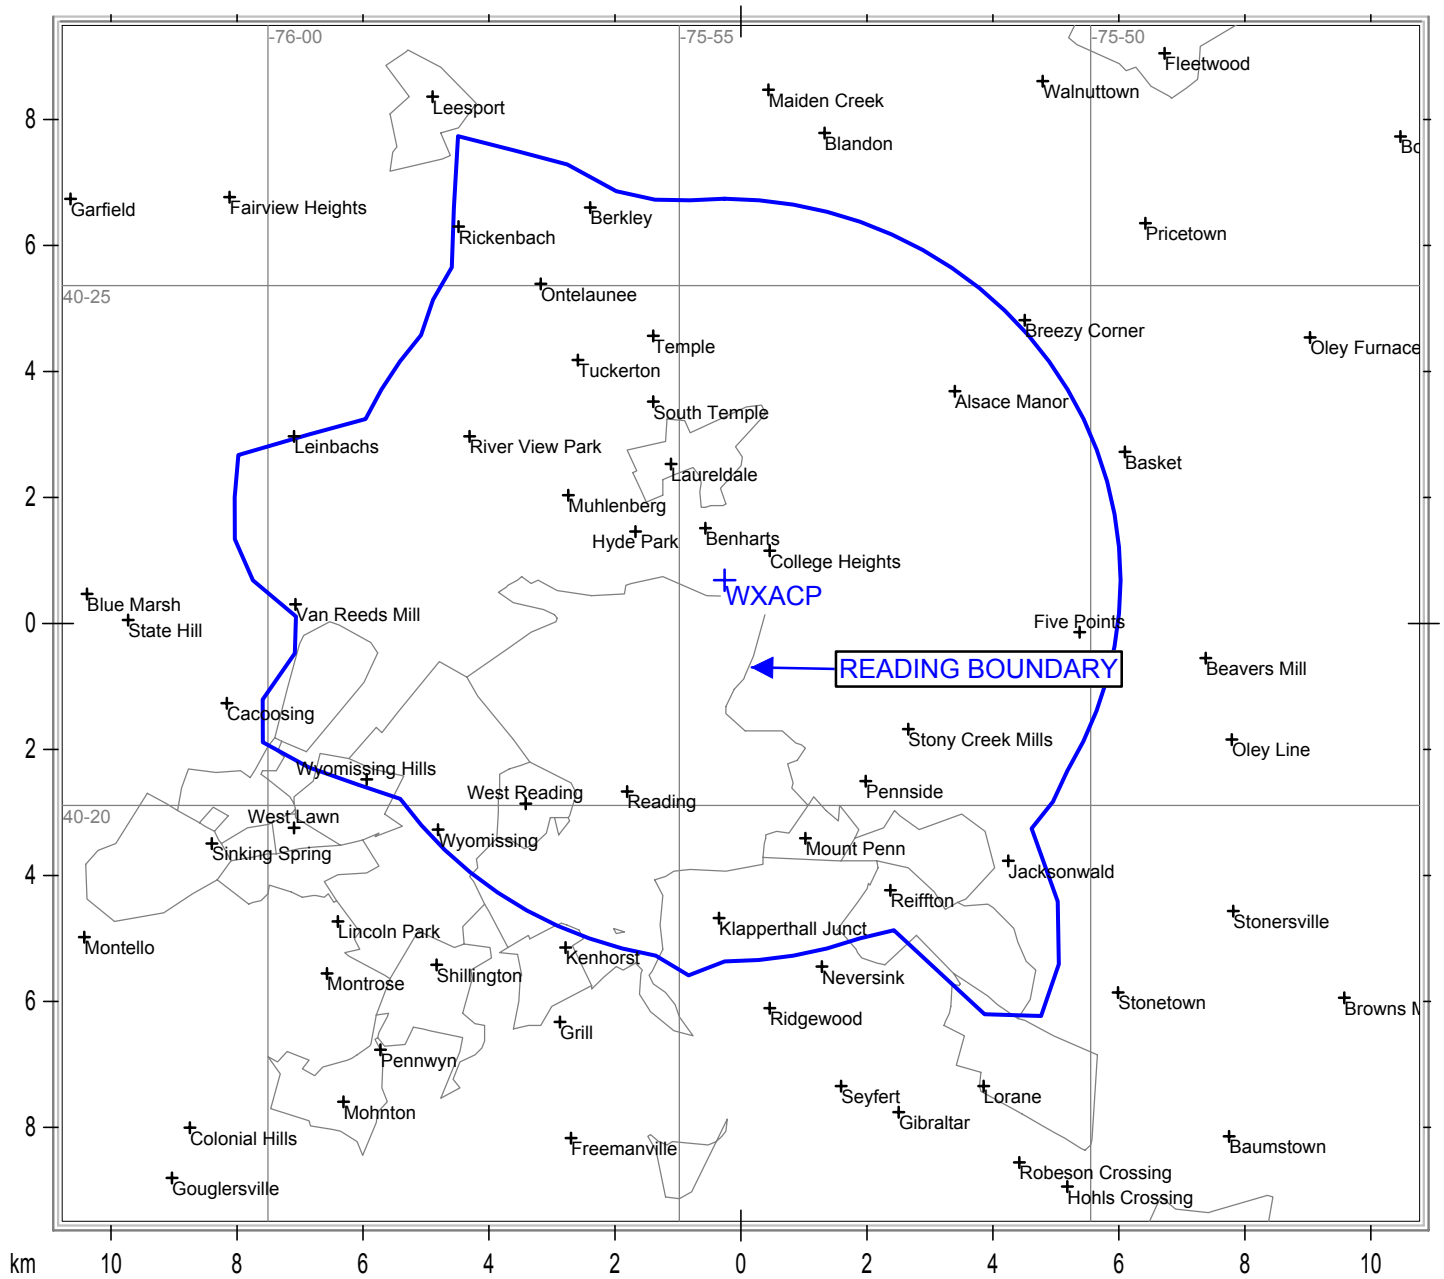 -76-00
-75-55
-75-50
Fleetwood
Walnuttown
Maiden Creek
Leesport
8
Blandon
Garfield
Fairview Heights
Berkley
Rickenbach
Pricetown
6
40-25
Ontelaunee
Breezy Corner
Temple
Oley Furnace
Tuckerton
4
Alsace Manor
South Temple
Leinbachs
River View Park
Basket
Laureldale
2
Muhlenberg
Hyde Park
Benharts
College Heights
WXACP
Blue Marsh
Van Reeds Mill
State Hill
0
Five Points
READING BOUNDARY
Beavers Mill
Cacoosing
Stony Creek Mills
Oley Line
2
Wyomissing Hills
West Reading
Reading
Pennside
40-20
West Lawn
Wyomissing
Mount Penn
Sinking Spring
Jacksonwald
4
Reiffton
Lincoln Park
Klapperthall Junct
Stonersville
Montello
Kenhorst
Shillington
Montrose
Neversink
Stonetown
6
Browns
Ridgewood
Grill
Pennwyn
Seyfert
Lorane
Mohnton
Gibraltar
8
Colonial Hills
Freemanville
Baumstown
Robeson Crossing
Gouglersville
Hohls Crossing
km 10 8 6 4 2 0 2 4 6 8 10